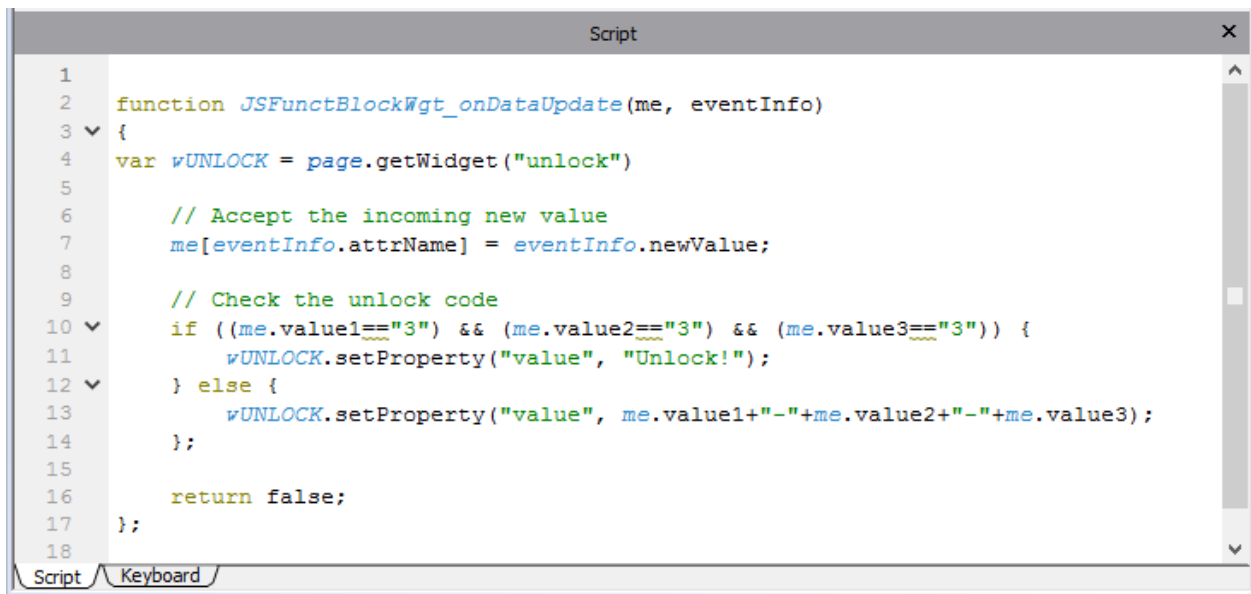 Script
1
2 function JSFunctBlockWgt_onDataUpdate(me, eventInfo)
3 {
4 var wUNLOCK = page.getWidget("unlock")
5
6 // Accept the incoming new value
7 me[eventInfo.attrName] = eventInfo.newValue;
8
9 // Check the unlock code
10 if ((me.value1=="3") && (me.value2=="3") && (me.value3=="3")) {
11 wUNLOCK.setProperty("value", "Unlock!");
12 } else {
13 wUNLOCK.setProperty("value", me.value1+"-"+me.value2+"-"+me.value3);
14 };
15
16 return false;
17 };
18
Script Keyboard